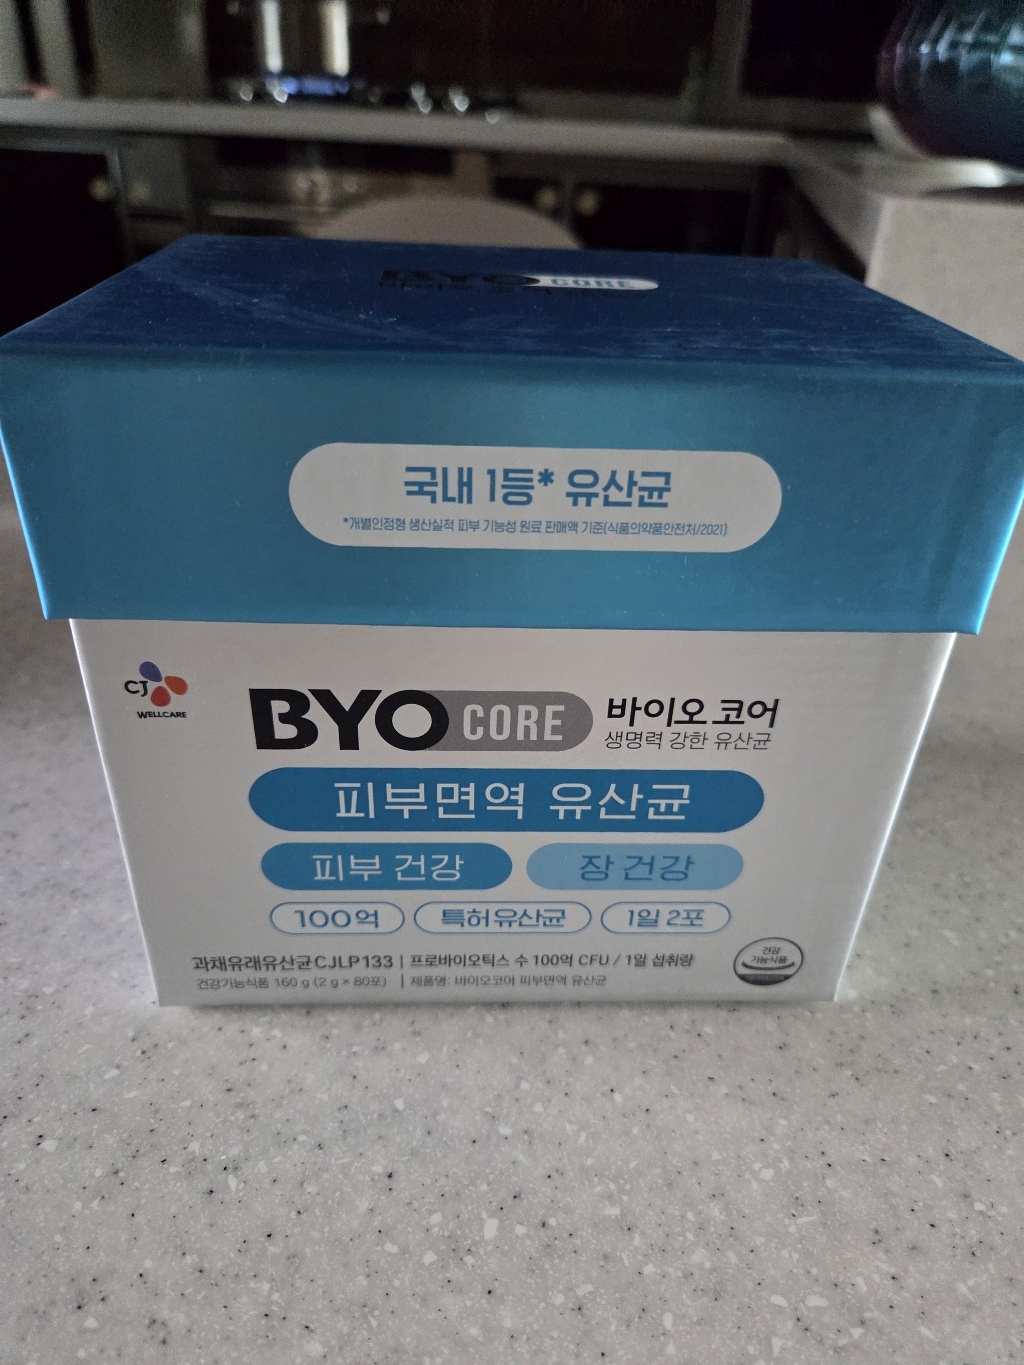 BYO CORE
국내 1등* 유산균
*개별인정형 생산실적 피부 기능성 원료 판매액 기준(식품의약품안전처/2021)
CJ
WELLCARE
BYO CORE 바이오 코어
생명력 강한 유산균
피부면역 유산균
피부 건강 장 건강
100억 특허유산균 1일 2포
과채유래유산균CJLP133 | 프로바이오틱스 수 100억 CFU / 1일 섭취량
건강기능식품 160 g (2 g × 80포) | 제품명: 바이오코어 피부면역 유산균
건강
기능식품